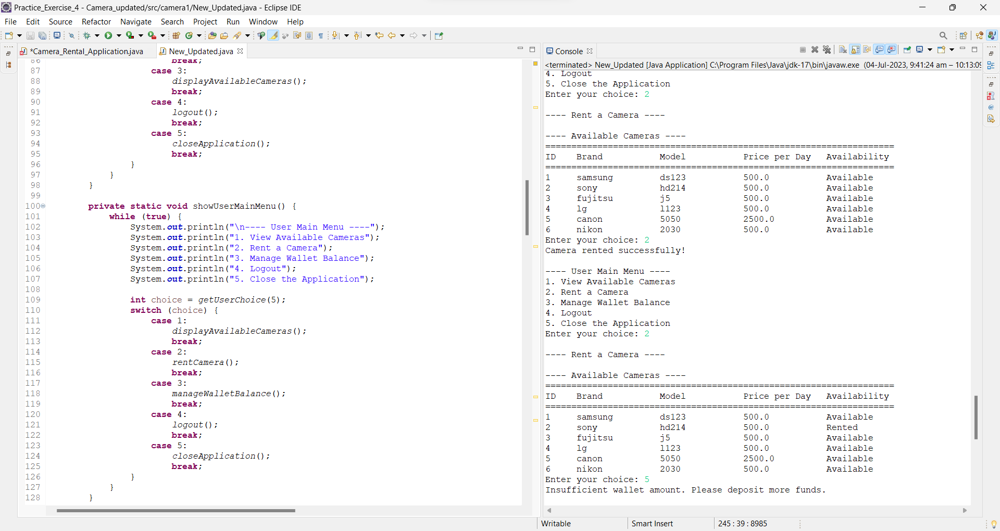 Practice_Exercise_4 - Camera_updated/src/camera1/New_Updated.java - Eclipse IDE
File Edit Source Refactor Navigate Search Project Run Window Help
*Camera_Rental_Application.java
New_Updated.java
86 break;
87 case 3:
88 displayAvailableCameras();
89 break;
90 case 4:
91 logout();
92 break;
93 case 5:
94 closeApplication();
95 break;
96 }
97 }
98 }
99
100 private static void showUserMainMenu() {
101 while (true) {
102 System.out.println("\n---- User Main Menu ----");
103 System.out.println("1. View Available Cameras");
104 System.out.println("2. Rent a Camera");
105 System.out.println("3. Manage Wallet Balance");
106 System.out.println("4. Logout");
107 System.out.println("5. Close the Application");
108
109 int choice = getUserChoice(5);
110 switch (choice) {
111 case 1:
112 displayAvailableCameras();
113 break;
114 case 2:
115 rentCamera();
116 break;
117 case 3:
118 manageWalletBalance();
119 break;
120 case 4:
121 logout();
122 break;
123 case 5:
124 closeApplication();
125 break;
126 }
127 }
128 }
Console
<terminated> New_Updated [Java Application] C:\Program Files\Java\jdk-17\bin\javaw.exe (04-Jul-2023, 9:41:24 am – 10:13:09
4. Logout
5. Close the Application
Enter your choice: 2
---- Rent a Camera ----
---- Available Cameras ----
===================================================================
ID Brand Model Price per Day Availability
===================================================================
1 samsung ds123 500.0 Available
2 sony hd214 500.0 Available
3 fujitsu j5 500.0 Available
4 lg l123 500.0 Available
5 canon 5050 2500.0 Available
6 nikon 2030 500.0 Available
Enter your choice: 2
Camera rented successfully!
---- User Main Menu ----
1. View Available Cameras
2. Rent a Camera
3. Manage Wallet Balance
4. Logout
5. Close the Application
Enter your choice: 2
---- Rent a Camera ----
---- Available Cameras ----
===================================================================
ID Brand Model Price per Day Availability
===================================================================
1 samsung ds123 500.0 Available
2 sony hd214 500.0 Rented
3 fujitsu j5 500.0 Available
4 lg l123 500.0 Available
5 canon 5050 2500.0 Available
6 nikon 2030 500.0 Available
Enter your choice: 5
Insufficient wallet amount. Please deposit more funds.
Writable Smart Insert 245 : 39 : 8985